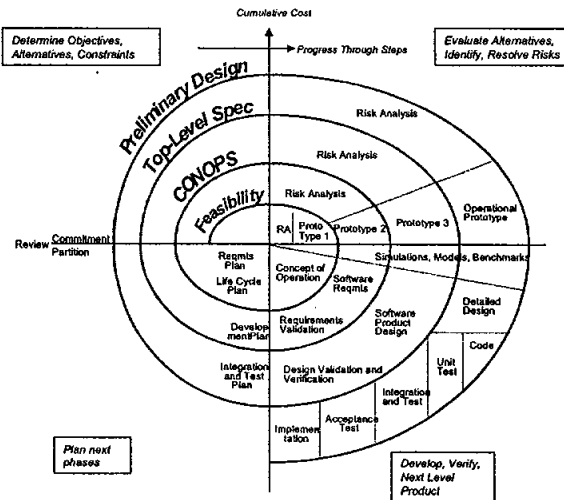 Cumulative Cost
Determine Objectives,
Alternatives, Constraints
Progress Through Steps
Evaluate Alternatives,
Identify, Resolve Risks
Preliminary Design
Top-Level Spec
CONOPS
Feasibility
Risk Analysis
Risk Analysis
Risk Analysis
RA
Proto
Type 1
Prototype 2
Prototype 3
Operational
Prototype
Review
Commitment
Partition
Simulations, Models, Benchmarks
Reqmts
Plan
Life Cycle
Plan
Concept of
Operation
Software
Reqmts
Detailed
Design
Develop
mentPlan
Requirements
Validation
Software
Product
Design
Code
Unit
Test
Integration
and Test
Plan
Design Validation and
Verification
Integration
and Test
Acceptance
Test
Implemen
tation
Plan next
phases
Develop, Verify,
Next Level
Product